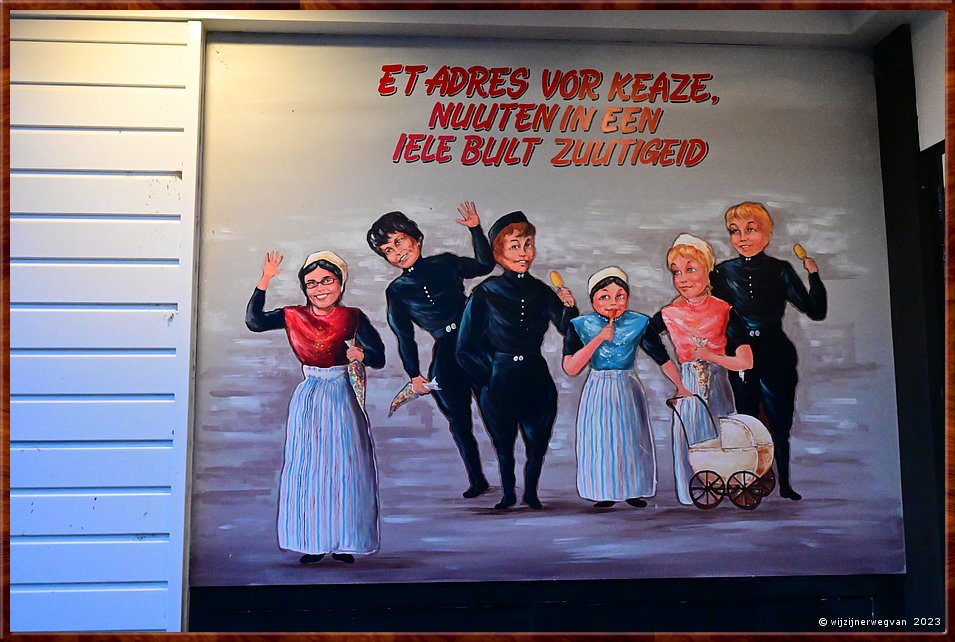 ET ADRES VOR KEAZE,
NUUTEN IN EEN
IELE BULT ZUUTIGEID
© wijzijnerwegvan 2023